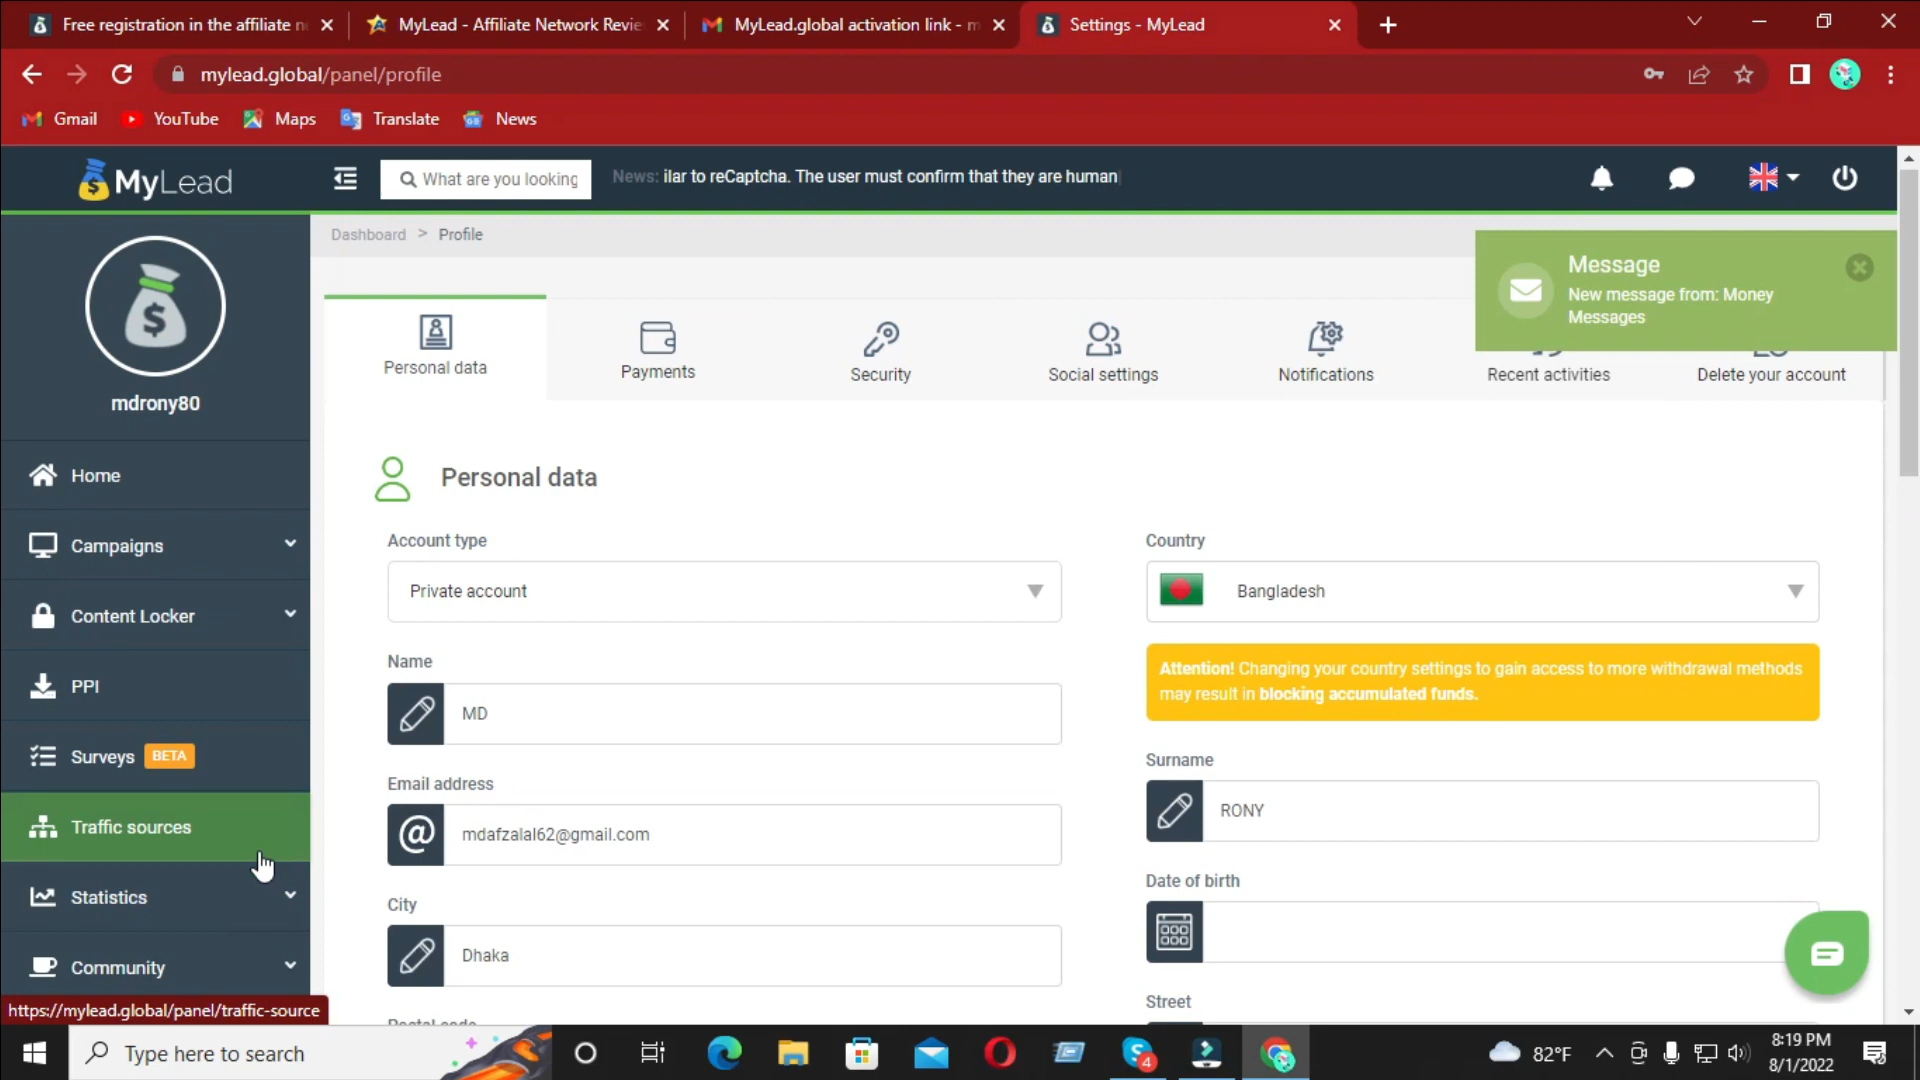 Free registration in the affiliate n
MyLead - Affiliate Network Revie
MyLead.global activation link - m
Settings - MyLead
mylead.global/panel/profile
Gmail
YouTube
Maps
Translate
News
MyLead
What are you looking
News: ilar to reCaptcha. The user must confirm that they are human
Dashboard > Profile
Message
New message from: Money
Messages
mdrony80
Personal data
Payments
Security
Social settings
Notifications
Recent activities
Delete your account
Home
Campaigns
Content Locker
PPI
Surveys BETA
Traffic sources
Statistics
Community
Personal data
Account type
Private account
Country
Bangladesh
Attention! Changing your country settings to gain access to more withdrawal methods
may result in blocking accumulated funds.
Name
MD
Surname
RONY
Email address
mdafzalal62@gmail.com
Date of birth
City
Dhaka
Street
Postal code
https://mylead.global/panel/traffic-source
Type here to search
4
82°F
8:19 PM
8/1/2022